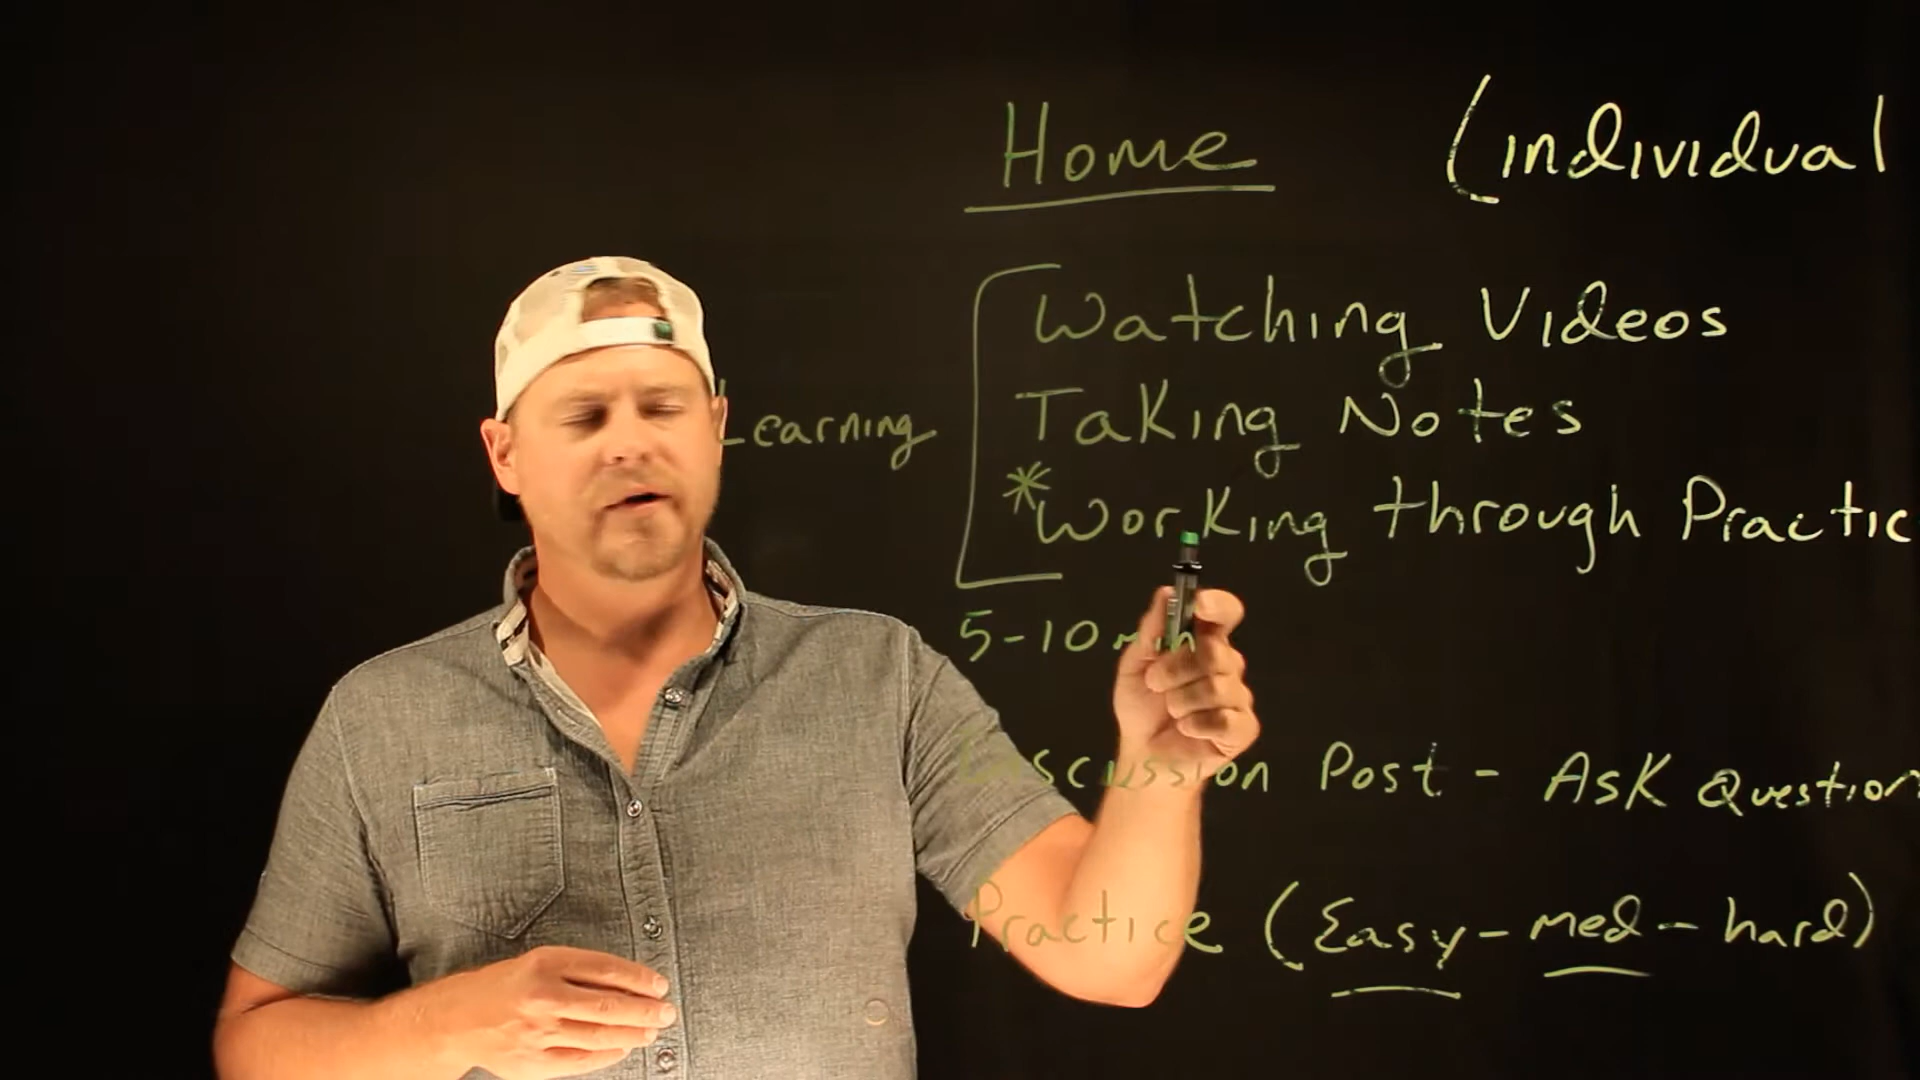 Home (individual
Watching Videos
Taking Notes
Learning
*Working through Practic
5-10 min
Discussion Post - Ask Question
Practice (Easy - med - hard)